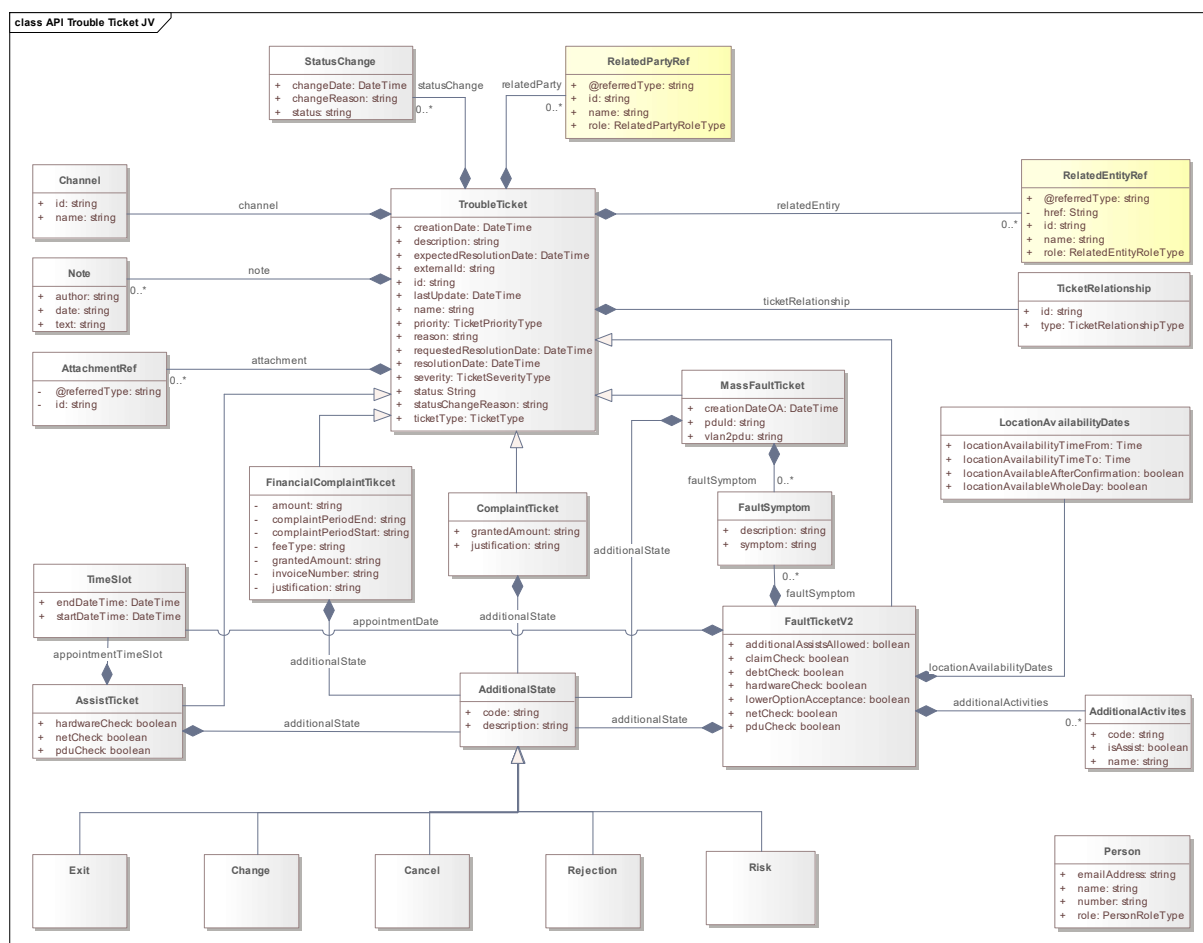 class API Trouble Ticket JV
StatusChange
+ changeDate: DateTime
+ changeReason: string
+ status: string
statusChange
0..*
relatedParty
0..*
RelatedPartyRef
+ @referredType: string
+ id: string
+ name: string
+ role: RelatedPartyRoleType
Channel
+ id: string
+ name: string
channel
TroubleTicket
+ creationDate: DateTime
+ description: string
+ expectedResolutionDate: DateTime
+ externalId: string
+ id: string
+ lastUpdate: DateTime
+ name: string
+ priority: TicketPriorityType
+ reason: string
+ requestedResolutionDate: DateTime
+ resolutionDate: DateTime
+ severity: TicketSeverityType
+ status: String
+ statusChangeReason: string
+ ticketType: TicketType
relatedEntiry
0..*
RelatedEntityRef
+ @referredType: string
- href: String
+ id: string
+ name: string
+ role: RelatedEntityRoleType
Note
+ author: string
+ date: string
+ text: string
note
0..*
ticketRelationship
TicketRelationship
+ id: string
+ type: TicketRelationshipType
AttachmentRef
- @referredType: string
- id: string
attachment
0..*
MassFaultTicket
+ creationDateOA: DateTime
+ pduId: string
+ vlan2pdu: string
LocationAvailabilityDates
+ locationAvailabilityTimeFrom: Time
+ locationAvailabilityTimeTo: Time
+ locationAvailableAfterConfirmation: boolean
+ locationAvailableWholeDay: boolean
FinancialComplaintTikcet
- amount: string
- complaintPeriodEnd: string
- complaintPeriodStart: string
- feeType: string
- grantedAmount: string
- invoiceNumber: string
- justification: string
ComplaintTicket
+ grantedAmount: string
+ justification: string
faultSymptom
0..*
FaultSymptom
+ description: string
+ symptom: string
additionalState
0..*
faultSymptom
TimeSlot
+ endDateTime: DateTime
+ startDateTime: DateTime
appointmentDate
additionalState
FaultTicketV2
+ additionalAssistsAllowed: bollean
+ claimCheck: boolean
+ debtCheck: boolean
+ hardwareCheck: boolean
+ lowerOptionAcceptance: boolean
+ netCheck: boolean
+ pduCheck: boolean
appointmentTimeSlot
additionalState
locationAvailabilityDates
AssistTicket
+ hardwareCheck: boolean
+ netCheck: boolean
+ pduCheck: boolean
additionalState
AdditionalState
+ code: string
+ description: string
additionalState
additionalActivities
0..*
AdditionalActivites
+ code: string
+ isAssist: boolean
+ name: string
Exit
Change
Cancel
Rejection
Risk
Person
+ emailAddress: string
+ name: string
+ number: string
+ role: PersonRoleType